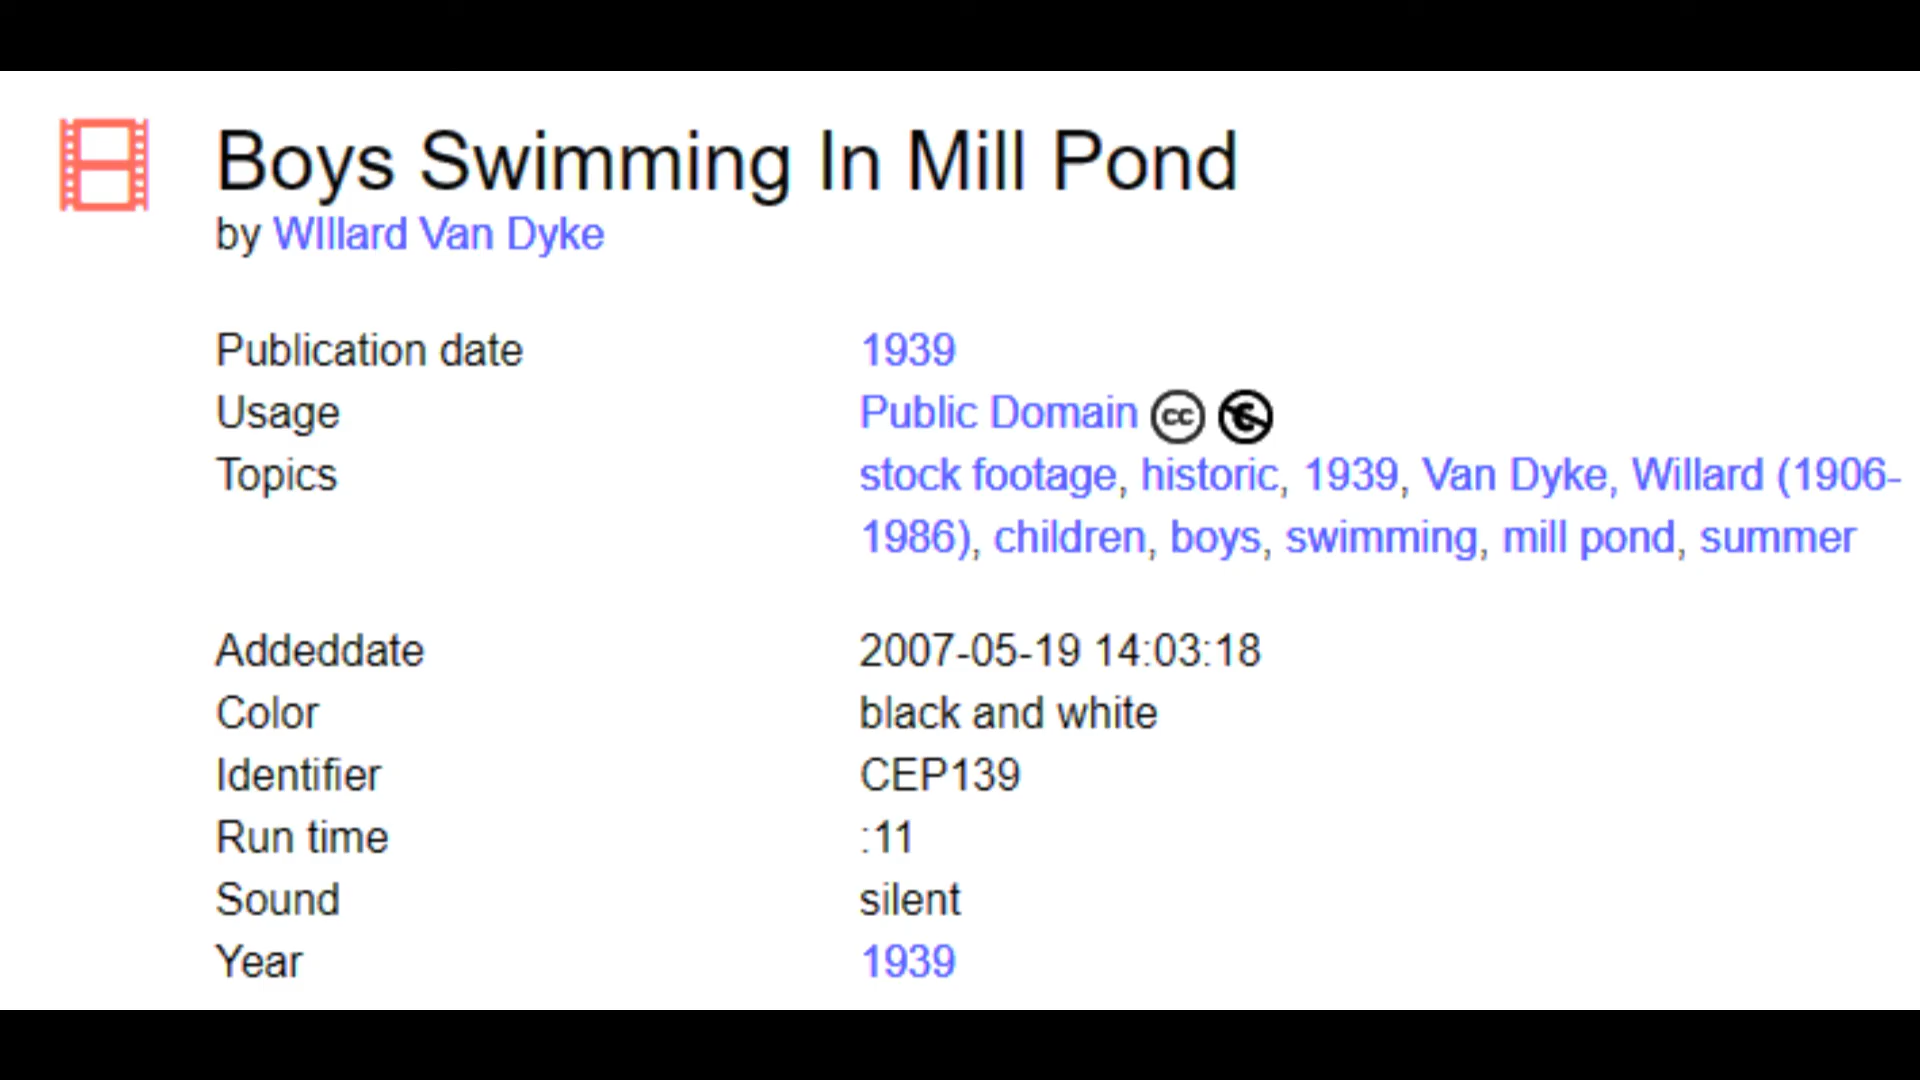 Boys Swimming In Mill Pond
by WIllard Van Dyke
Publication date 1939
Usage Public Domain
Topics stock footage, historic, 1939, Van Dyke, Willard (1906-
1986), children, boys, swimming, mill pond, summer
Addeddate 2007-05-19 14:03:18
Color black and white
Identifier CEP139
Run time :11
Sound silent
Year 1939